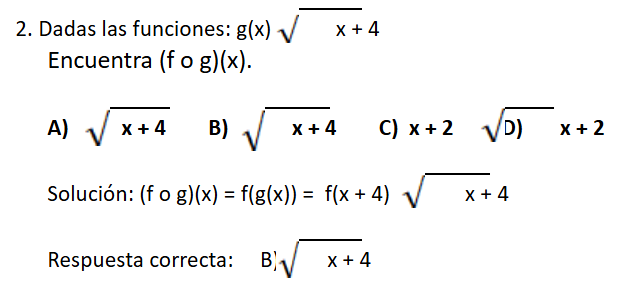 2. Dadas las funciones: g(x) √ x + 4
Encuentra (f o g)(x).
A) √ x + 4 B) √ x + 4 C) x + 2 √ D) x + 2
Solución: (f o g)(x) = f(g(x)) = f(x + 4) √ x + 4
Respuesta correcta: B) √ x + 4